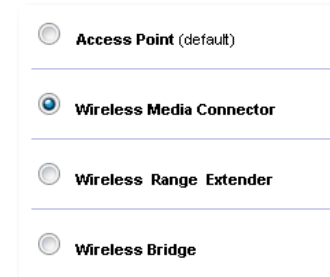 Access Point (default)
Wireless Media Connector
Wireless Range Extender
Wireless Bridge